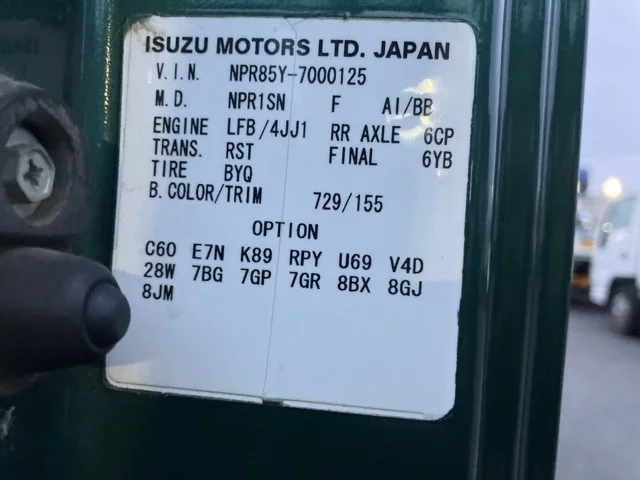 ISUZU MOTORS LTD. JAPAN
V.I.N. NPR85Y-7000125
M.D. NPR1SN F AI/BB
ENGINE LFB/4JJ1 RR AXLE 6CP
TRANS. RST FINAL 6YB
TIRE BYQ
B.COLOR/TRIM 729/155
OPTION
C60 E7N K89 RPY U69 V4D
28W 7BG 7GP 7GR 8BX 8GJ
8JM